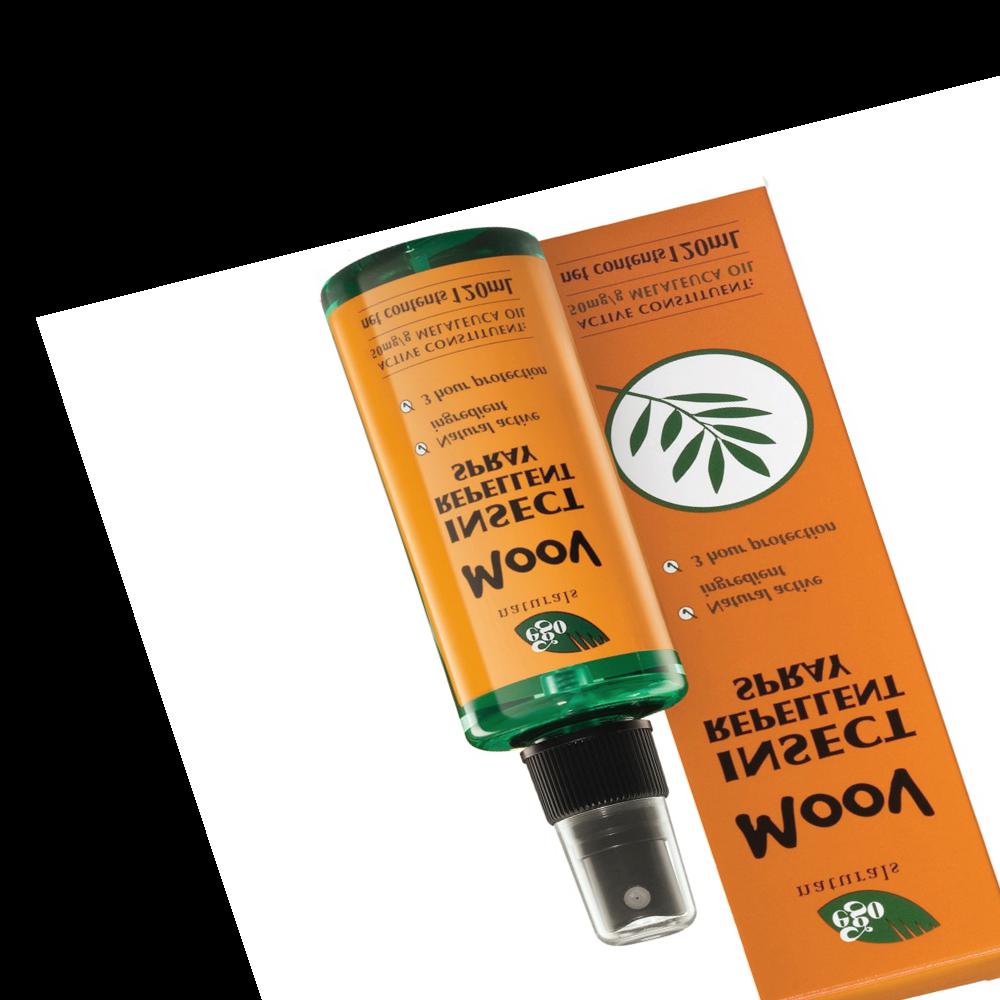 ego
naturals
Moov
INSECT
REPELLENT
SPRAY
Natural active
ingredient
3 hour protection
ACTIVE CONSTITUENT:
50mg/g MELALEUCA OIL
net contents 120mL
ego
naturals
Moov
INSECT
REPELLENT
SPRAY
Natural active
ingredient
3 hour protection
ACTIVE CONSTITUENT:
50mg/g MELALEUCA OIL
net contents 120mL